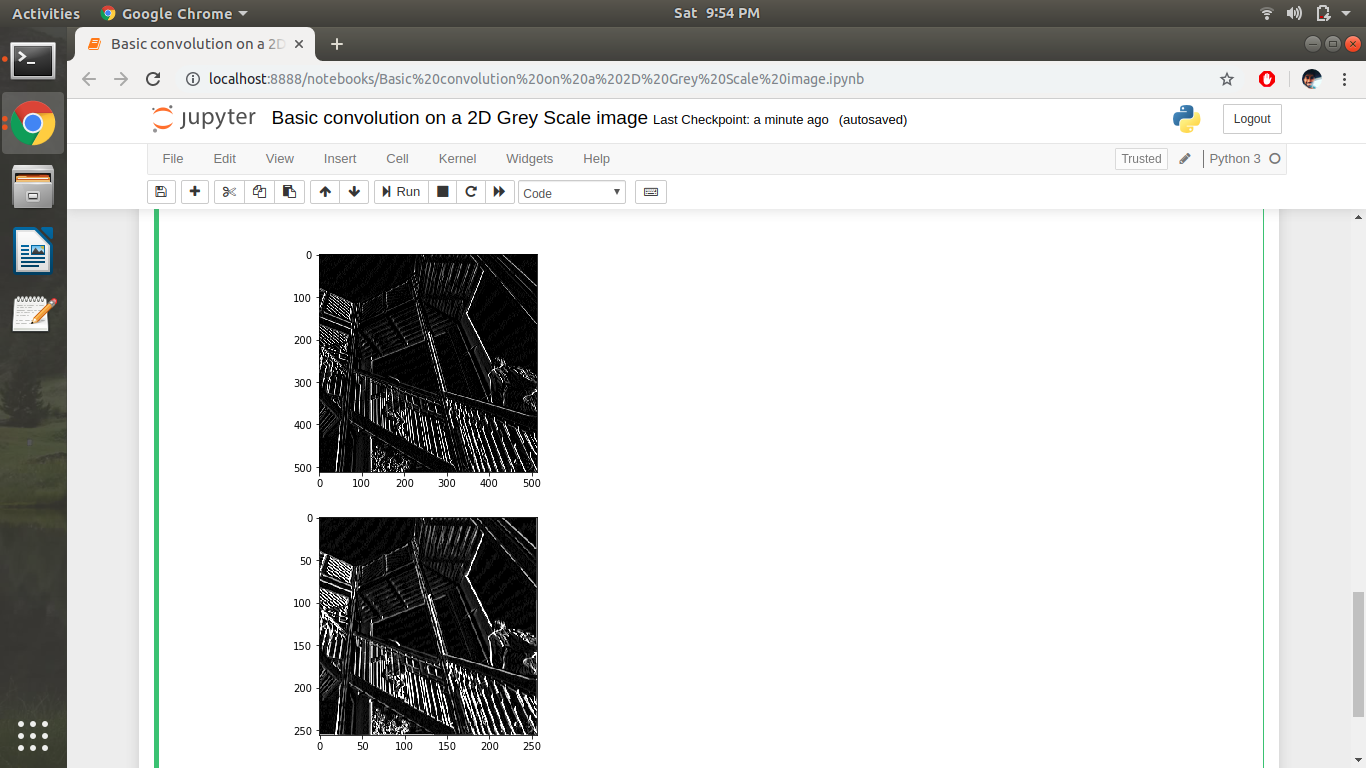 Activities Google Chrome Sat 9:54 PM
Basic convolution on a 2D
localhost:8888/notebooks/Basic%20convolution%20on%20a%202D%20Grey%20Scale%20image.ipynb
jupyter Basic convolution on a 2D Grey Scale image Last Checkpoint: a minute ago (autosaved) Logout
File Edit View Insert Cell Kernel Widgets Help Trusted Python 3
Run Code
0
100
200
300
400
500
0 100 200 300 400 500
0
50
100
150
200
250
0 50 100 150 200 250